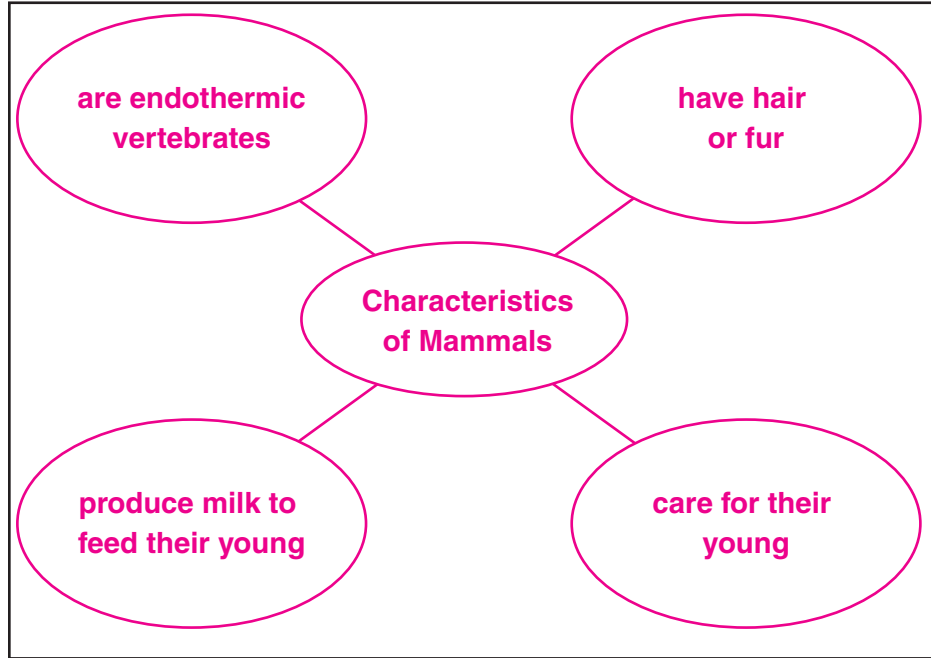 are endothermic
vertebrates
have hair
or fur
Characteristics
of Mammals
produce milk to
feed their young
care for their
young